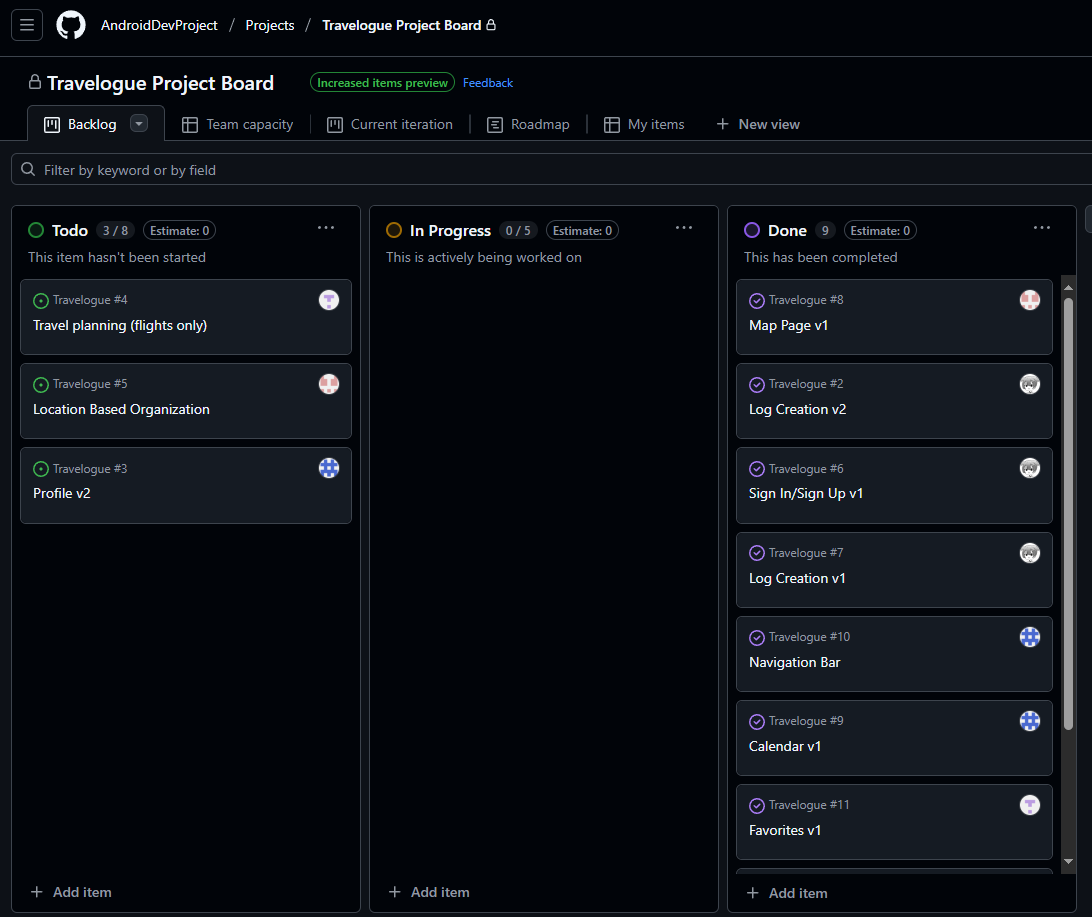 AndroidDevProject / Projects / Travelogue Project Board
Travelogue Project Board Increased items preview Feedback
Backlog Team capacity Current iteration Roadmap My items + New view
Filter by keyword or by field
Todo 3 / 8 Estimate: 0
This item hasn't been started
Travelogue #4
Travel planning (flights only)
Travelogue #5
Location Based Organization
Travelogue #3
Profile v2
+ Add item
In Progress 0 / 5 Estimate: 0
This is actively being worked on
+ Add item
Done 9 Estimate: 0
This has been completed
Travelogue #8
Map Page v1
Travelogue #2
Log Creation v2
Travelogue #6
Sign In/Sign Up v1
Travelogue #7
Log Creation v1
Travelogue #10
Navigation Bar
Travelogue #9
Calendar v1
Travelogue #11
Favorites v1
+ Add item